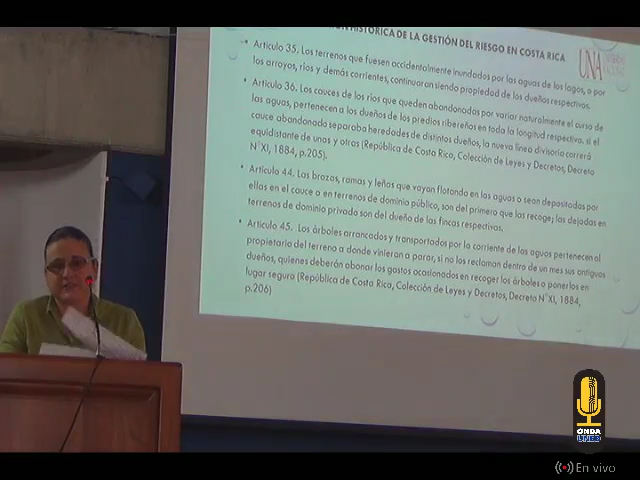 ÓN HISTÓRICA DE LA GESTIÓN DEL RIESGO EN COSTA RICA
UNA
• Artículo 35. Los terrenos que fuesen accidentalmente inundados por las aguas de los lagos, o por
los arroyos, ríos y demás corrientes, continuaran siendo propiedad de los dueños respectivos.
• Artículo 36. Los cauces de los ríos que queden abandonados por variar naturalmente el curso de
las aguas, pertenecen a los dueños de los predios ribereños en toda la longitud respectiva. si el
cauce abandonado separaba heredades de distintos dueños, la nueva línea divisoria correrá
equidistante de unas y otras (República de Costa Rica, Colección de Leyes y Decretos, Decreto
N°XI, 1884, p.205).
• Artículo 44. Las brozas, ramas y leñas que vayan flotando en las aguas o sean depositadas por
ellas en el cauce o en terrenos de dominio público, son del primero que las recoge; las dejadas en
terrenos de dominio privado son del dueño de las fincas respectivas.
• Artículo 45. Los árboles arrancados y transportados por la corriente de las aguas pertenecen al
propietario del terreno a donde vinieran a parar, si no los reclaman dentro de un mes sus antiguos
dueños, quienes deberán abonar los gastos ocasionados en recoger los árboles o ponerlos en
lugar seguro (República de Costa Rica, Colección de Leyes y Decretos, Decreto N°XI, 1884,
p.206)
ONDA
UNED
En vivo